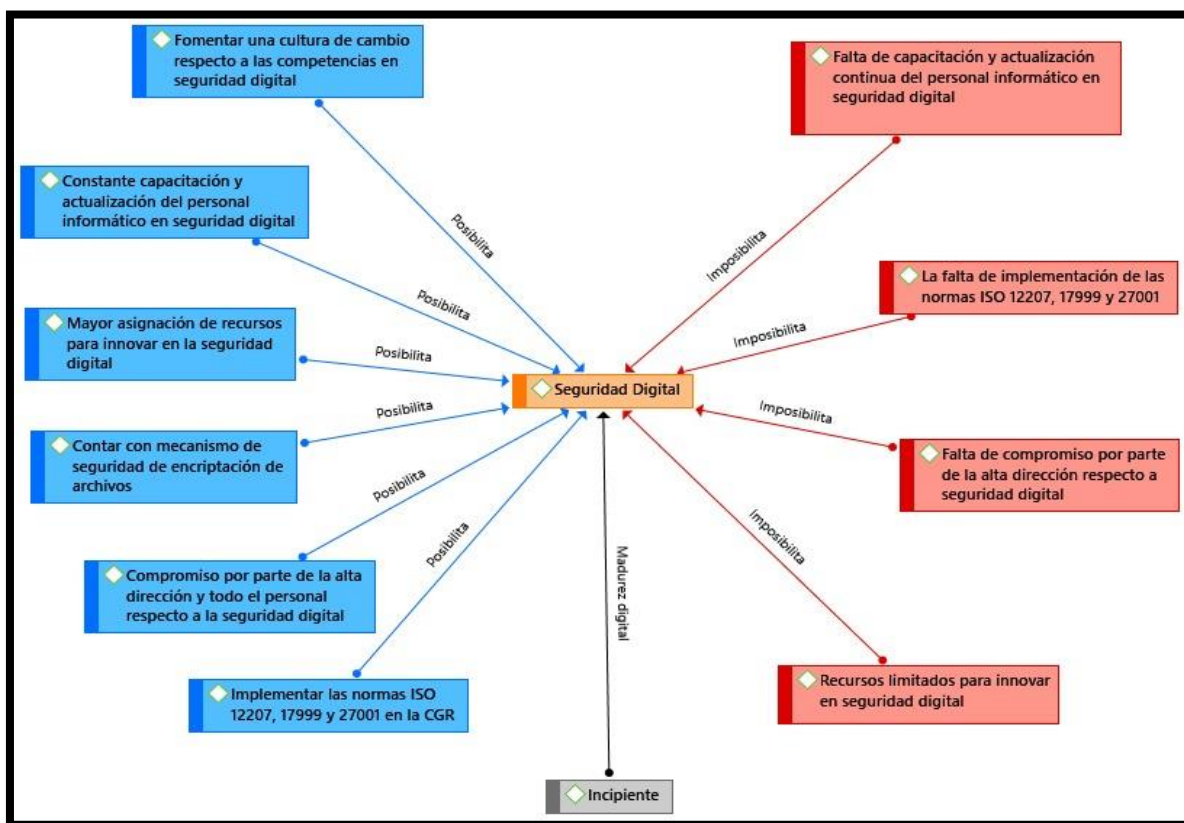 Fomentar una cultura de cambio
respecto a las competencias en
seguridad digital
Falta de capacitación y actualización
continua del personal informático en
seguridad digital
Constante capacitación y
actualización del personal
informático en seguridad digital
Posibilita
Imposibilita
La falta de implementación de las
normas ISO 12207, 17999 y 27001
Posibilita
Mayor asignación de recursos
para innovar en la seguridad
digital
Posibilita
Imposibilita
Seguridad Digital
Posibilita
Imposibilita
Contar con mecanismo de
seguridad de encriptación de
archivos
Falta de compromiso por parte
de la alta dirección respecto a
seguridad digital
Posibilita
Posibilita
Imposibilita
Madurez digital
Compromiso por parte de la alta
dirección y todo el personal
respecto a la seguridad digital
Implementar las normas ISO
12207, 17999 y 27001 en la CGR
Recursos limitados para innovar
en seguridad digital
Incipiente